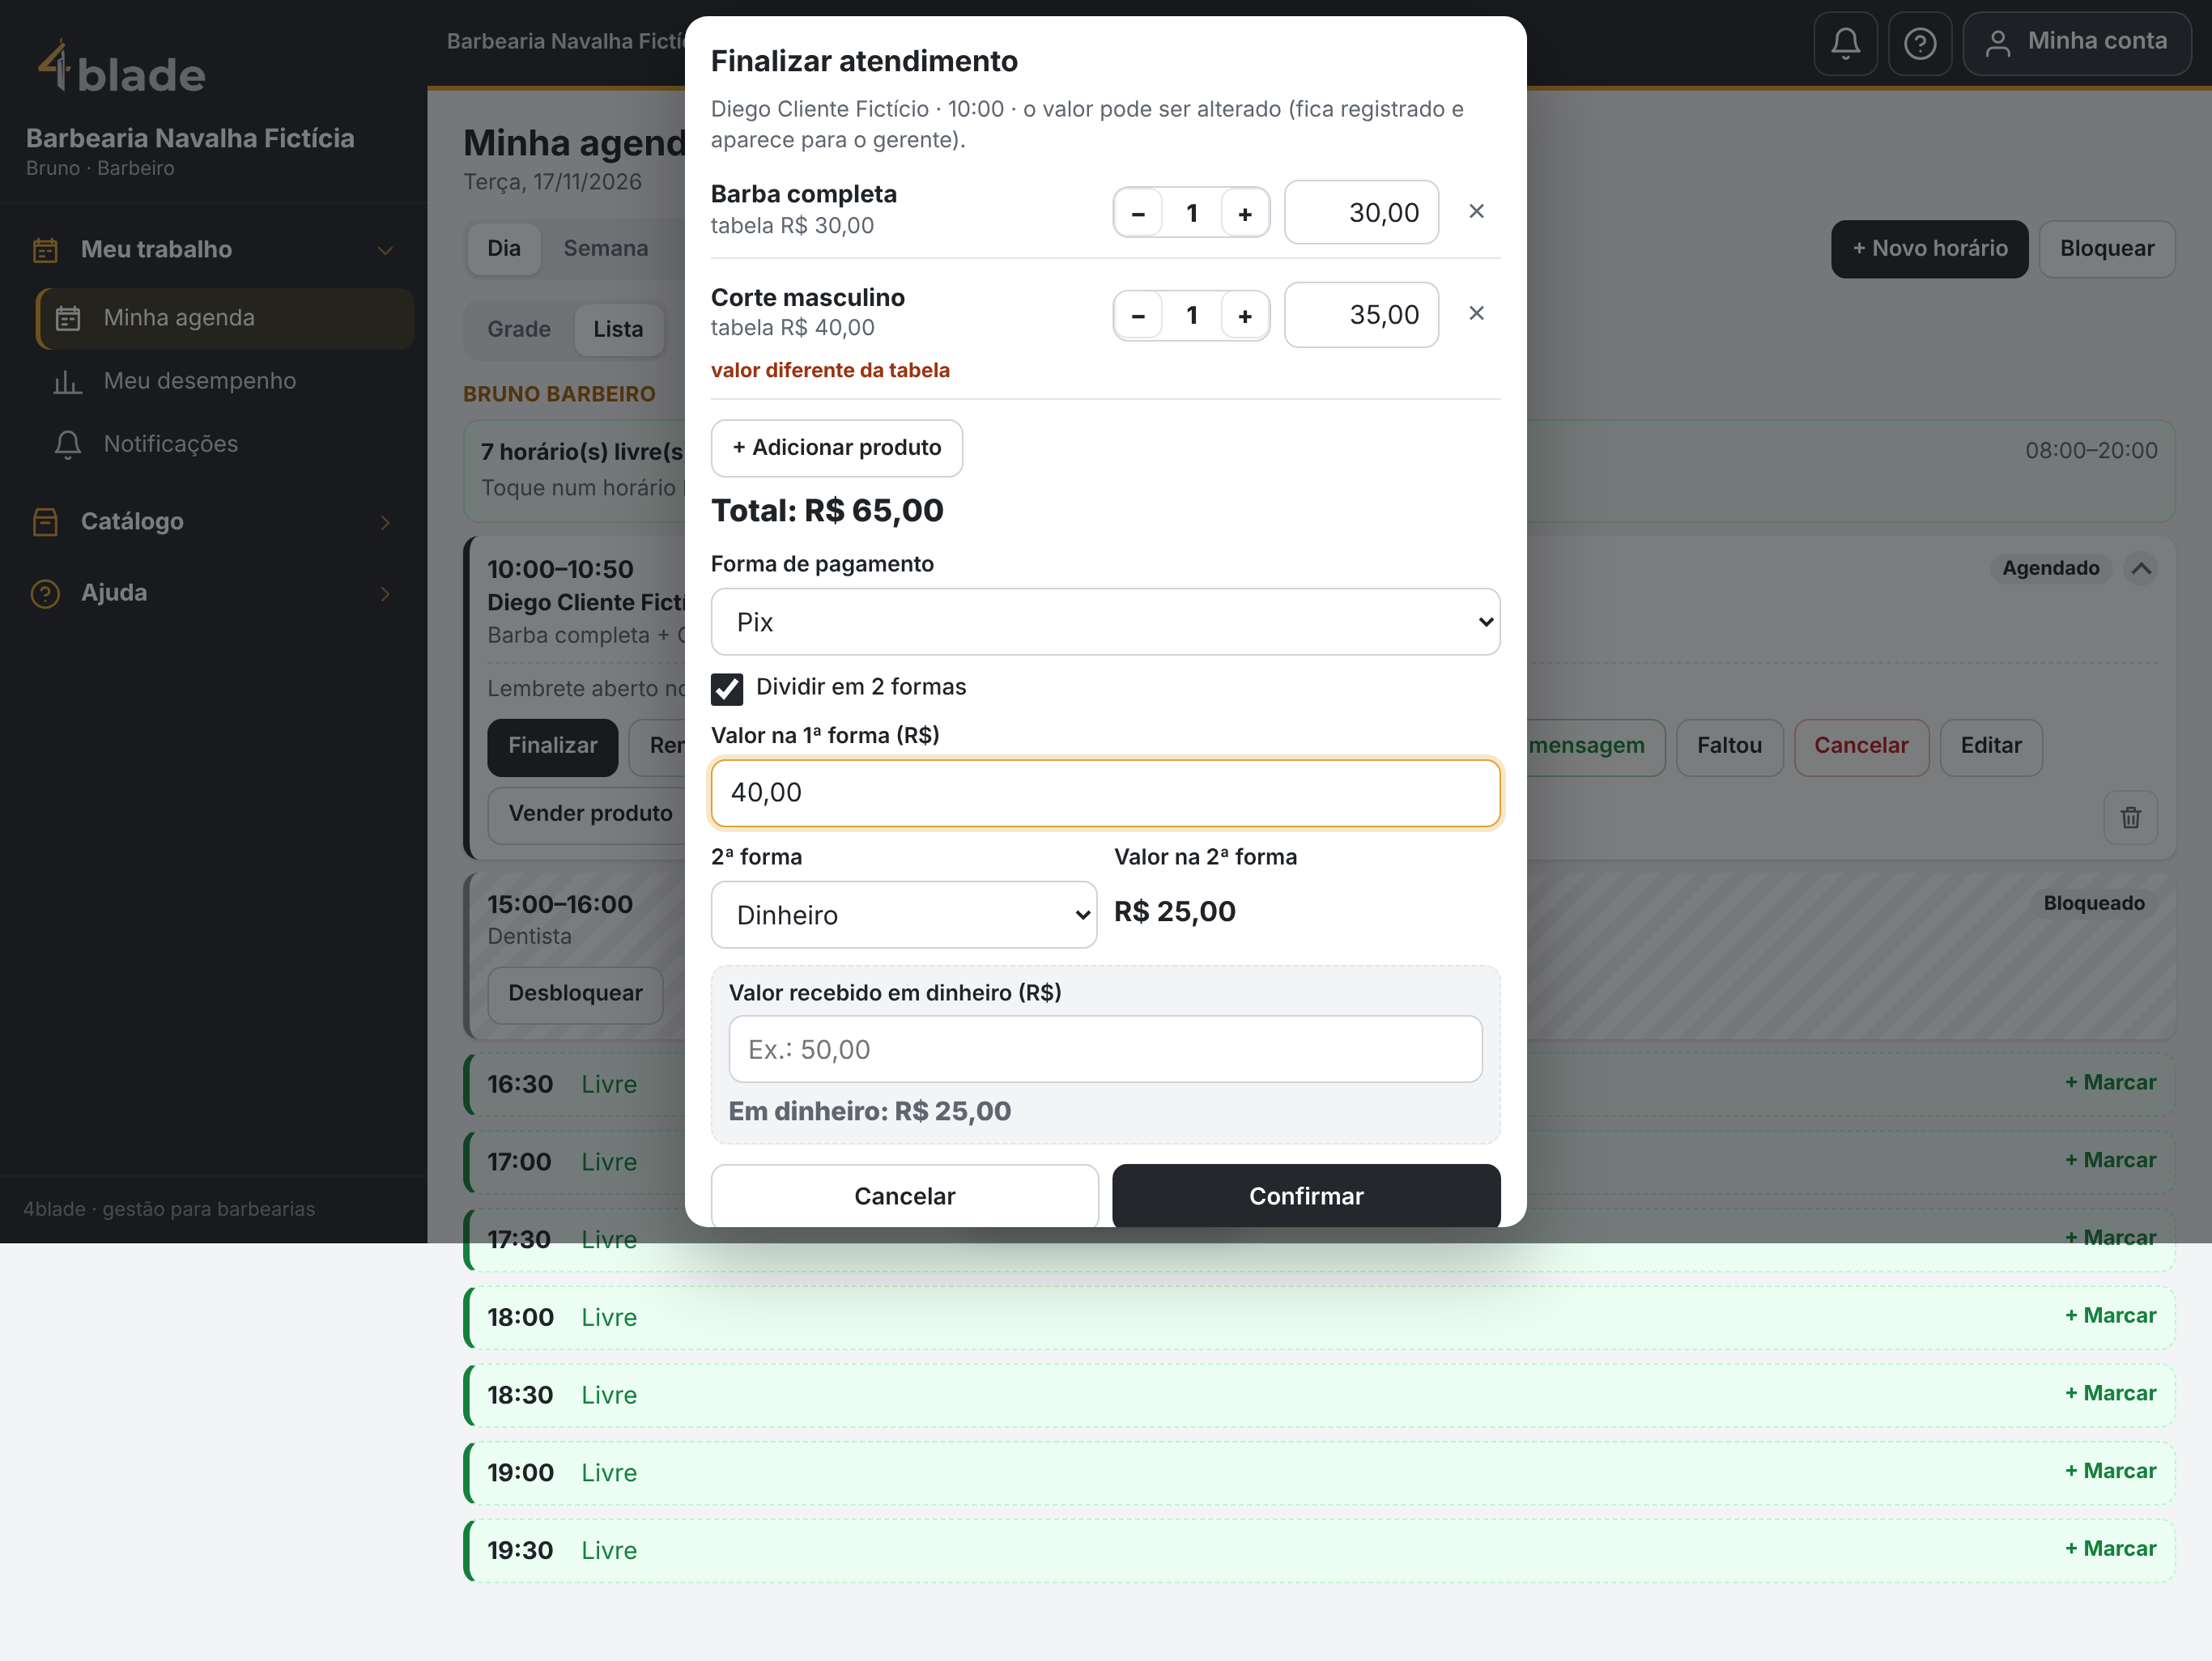 4blade
Barbearia Navalha Fictícia
Bruno · Barbeiro
Meu trabalho
Minha agenda
Meu desempenho
Notificações
Catálogo
Ajuda
4blade · gestão para barbearias
Barbearia Navalha
Minha conta
Minha
Terça, 17/11/2026
Dia
Semana
+ Novo horário
Bloquear
Grade
Lista
BRUNO BARBEIRO
7 horário(s)
08:00–20:00
Toque num horário
10:00–10:50
Agendado
Diego Cliente
Barba completa +
Lembrete aberto
Finalizar
mensagem
Faltou
Cancelar
Editar
Vender produto
15:00–16:00
Bloqueado
Dentista
Desbloquear
16:30 Livre + Marcar
17:00 Livre + Marcar
17:30 Livre + Marcar
18:00 Livre + Marcar
18:30 Livre + Marcar
19:00 Livre + Marcar
19:30 Livre + Marcar
Finalizar atendimento
Diego Cliente Fictício · 10:00 · o valor pode ser alterado (fica registrado e
aparece para o gerente).
Barba completa
tabela R$ 30,00
− 1 + 30,00 ×
Corte masculino
tabela R$ 40,00
− 1 + 35,00 ×
valor diferente da tabela
+ Adicionar produto
Total: R$ 65,00
Forma de pagamento
Pix
Dividir em 2 formas
Valor na 1ª forma (R$)
40,00
2ª forma
Valor na 2ª forma
Dinheiro
R$ 25,00
Valor recebido em dinheiro (R$)
Ex.: 50,00
Em dinheiro: R$ 25,00
Cancelar
Confirmar